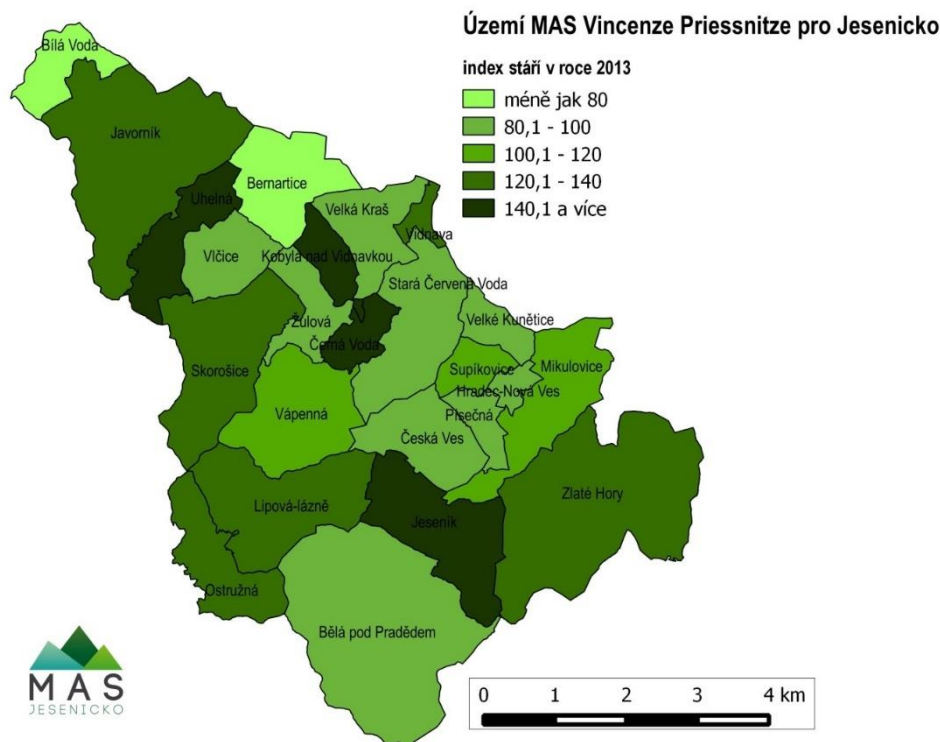 Území MAS Vincenze Priessnitze pro Jesenicko
index stáří v roce 2013
méně jak 80
80,1 - 100
100,1 - 120
120,1 - 140
140,1 a více
Bílá Voda
Javorník
Bernartice
Uhelná
Velká Kraš
Vidnava
Vlčice
Kobylá nad Vidnavkou
Stará Červená Voda
Žulová
Velké Kunětice
Černá Voda
Skorošice
Supíkovice
Mikulovice
Hradec-Nová Ves
Vápenná
Písečná
Česká Ves
Zlaté Hory
Lipová-lázně
Jeseník
Ostružná
Bělá pod Pradědem
MAS
JESENICKO
0 1 2 3 4 km